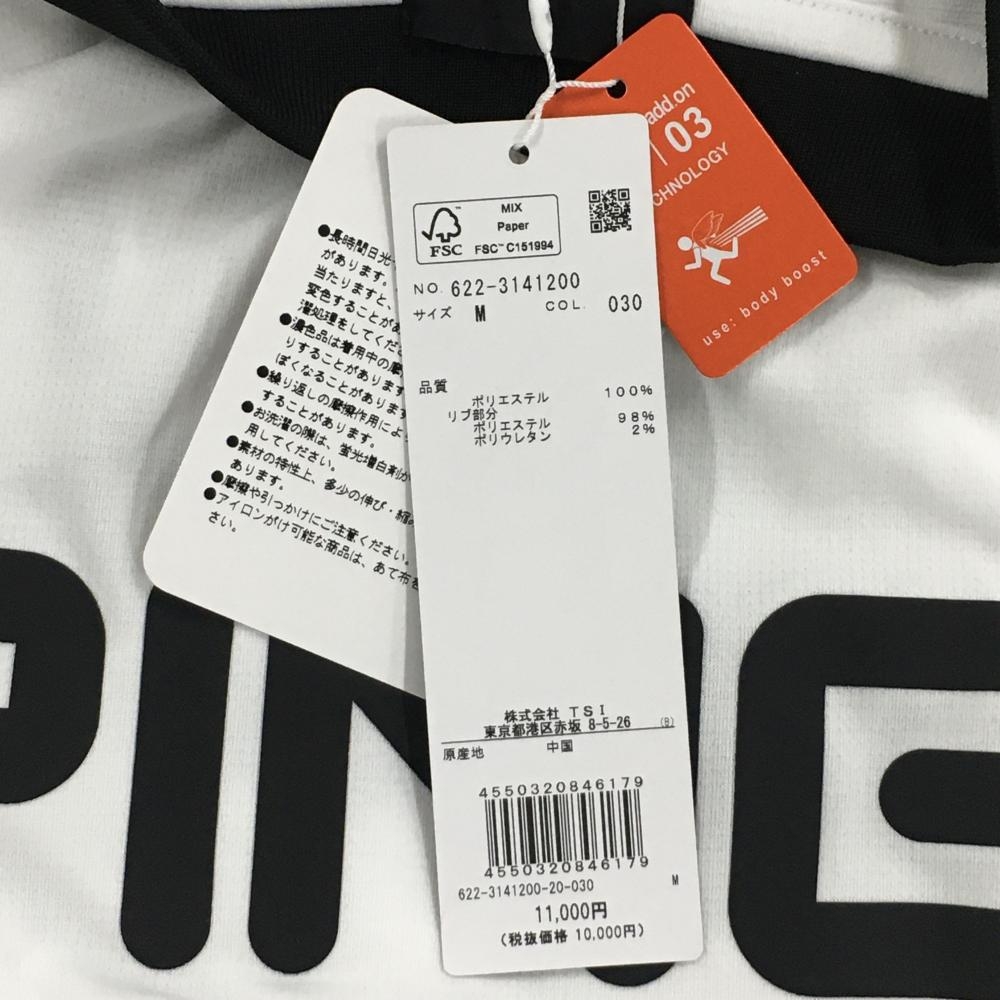 MIX
Paper
FSC™ C151994
FSC
NO. 622-3141200
サイズ M COL. 030
品質
ポリエステル 100%
リブ部分
ポリエステル 98%
ポリウレタン 2%
株式会社 TSI
東京都港区赤坂 8-5-26 (B)
原産地 中国
4550320846179
4550320846179
622-3141200-20-030 M
11,000円
(税抜価格 10,000円)
●長時間日光
があります。
当たりますと、
変色することがあ
濯処理をしてくだ
●濃色品は着用中の摩
りすることがあります
ぽくなることがあります
●繰り返しの摩擦作用によっ
することがあります。
●お洗濯の際は、蛍光増白剤が
用してください。
●素材の特性上、多少の伸び・縮
あります。
●摩擦や引っかけにご注意ください。
●アイロンがけ可能な商品は、あて布を
さい。
add.on
03
CHNOLOGY
use: body boost
PING